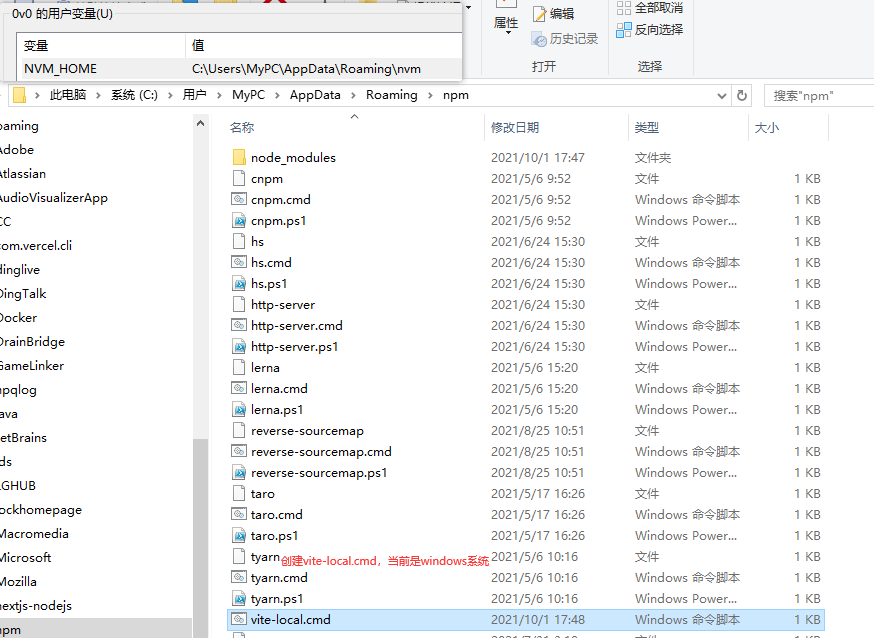 0v0 的用户变量(U)
变量 值
NVM_HOME C:\Users\MyPC\AppData\Roaming\nvm
属性
编辑
历史记录
打开
全部取消
反向选择
选择
此电脑 系统 (C:) 用户 MyPC AppData Roaming npm
搜索"npm"
oaming
Adobe
Atlassian
AudioVisualizerApp
CC
com.vercel.cli
dinglive
DingTalk
Docker
DrainBridge
GameLinker
npqlog
ava
etBrains
ds
LGHUB
ockhomepage
Macromedia
Microsoft
Mozilla
nextjs-nodejs
npm
名称 修改日期 类型 大小
node_modules 2021/10/1 17:47 文件夹
cnpm 2021/5/6 9:52 文件 1 KB
cnpm.cmd 2021/5/6 9:52 Windows 命令脚本 1 KB
cnpm.ps1 2021/5/6 9:52 Windows Power... 1 KB
hs 2021/6/24 15:30 文件 1 KB
hs.cmd 2021/6/24 15:30 Windows 命令脚本 1 KB
hs.ps1 2021/6/24 15:30 Windows Power... 1 KB
http-server 2021/6/24 15:30 文件 1 KB
http-server.cmd 2021/6/24 15:30 Windows 命令脚本 1 KB
http-server.ps1 2021/6/24 15:30 Windows Power... 1 KB
lerna 2021/5/6 15:20 文件 1 KB
lerna.cmd 2021/5/6 15:20 Windows 命令脚本 1 KB
lerna.ps1 2021/5/6 15:20 Windows Power... 1 KB
reverse-sourcemap 2021/8/25 10:51 文件 1 KB
reverse-sourcemap.cmd 2021/8/25 10:51 Windows 命令脚本 1 KB
reverse-sourcemap.ps1 2021/8/25 10:51 Windows Power... 1 KB
taro 2021/5/17 16:26 文件 1 KB
taro.cmd 2021/5/17 16:26 Windows 命令脚本 1 KB
taro.ps1 2021/5/17 16:26 Windows Power... 1 KB
tyarn 2021/5/6 10:16 文件 1 KB
创建vite-local.cmd，当前是windows系统
tyarn.cmd 2021/5/6 10:16 Windows 命令脚本 1 KB
tyarn.ps1 2021/5/6 10:16 Windows Power... 1 KB
vite-local.cmd 2021/10/1 17:48 Windows 命令脚本 1 KB